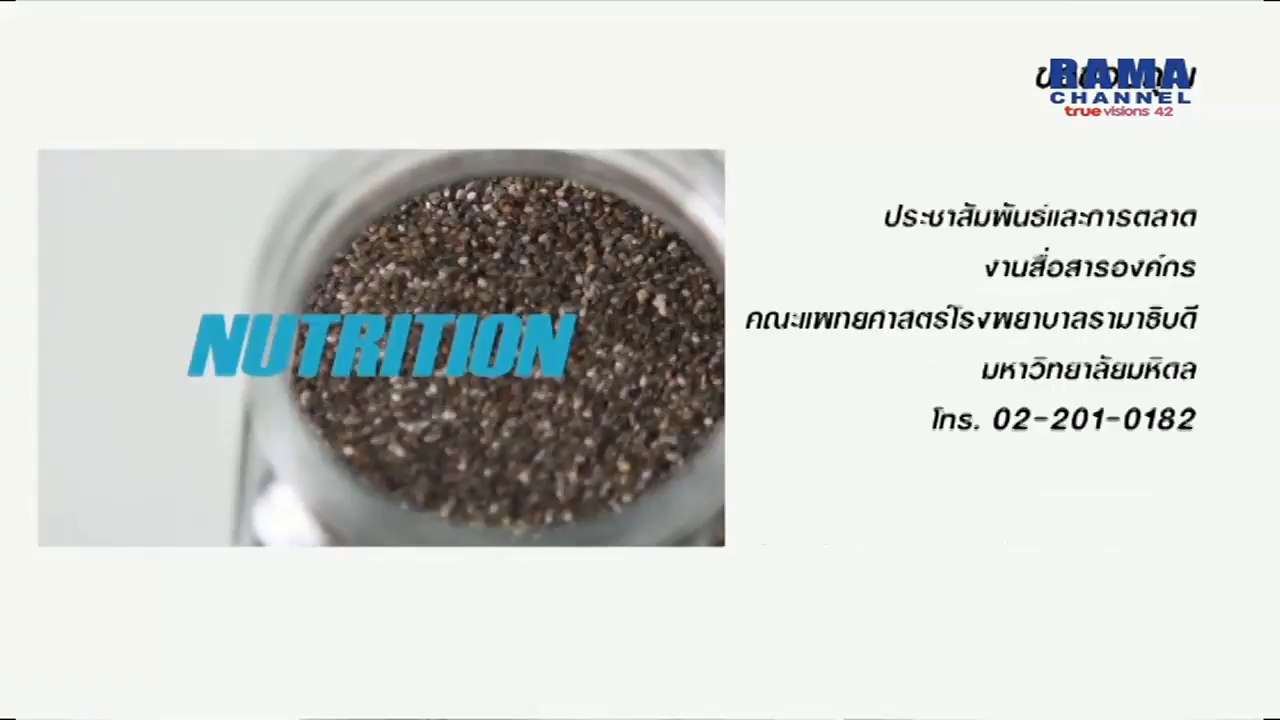 RAMA
CHANNEL
true visions 42
ประชาสัมพันธ์และการตลาด
งานสื่อสารองค์กร
คณะแพทยศาสตร์โรงพยาบาลรามาธิบดี
มหาวิทยาลัยมหิดล
โทร. 02-201-0182
NUTRITION